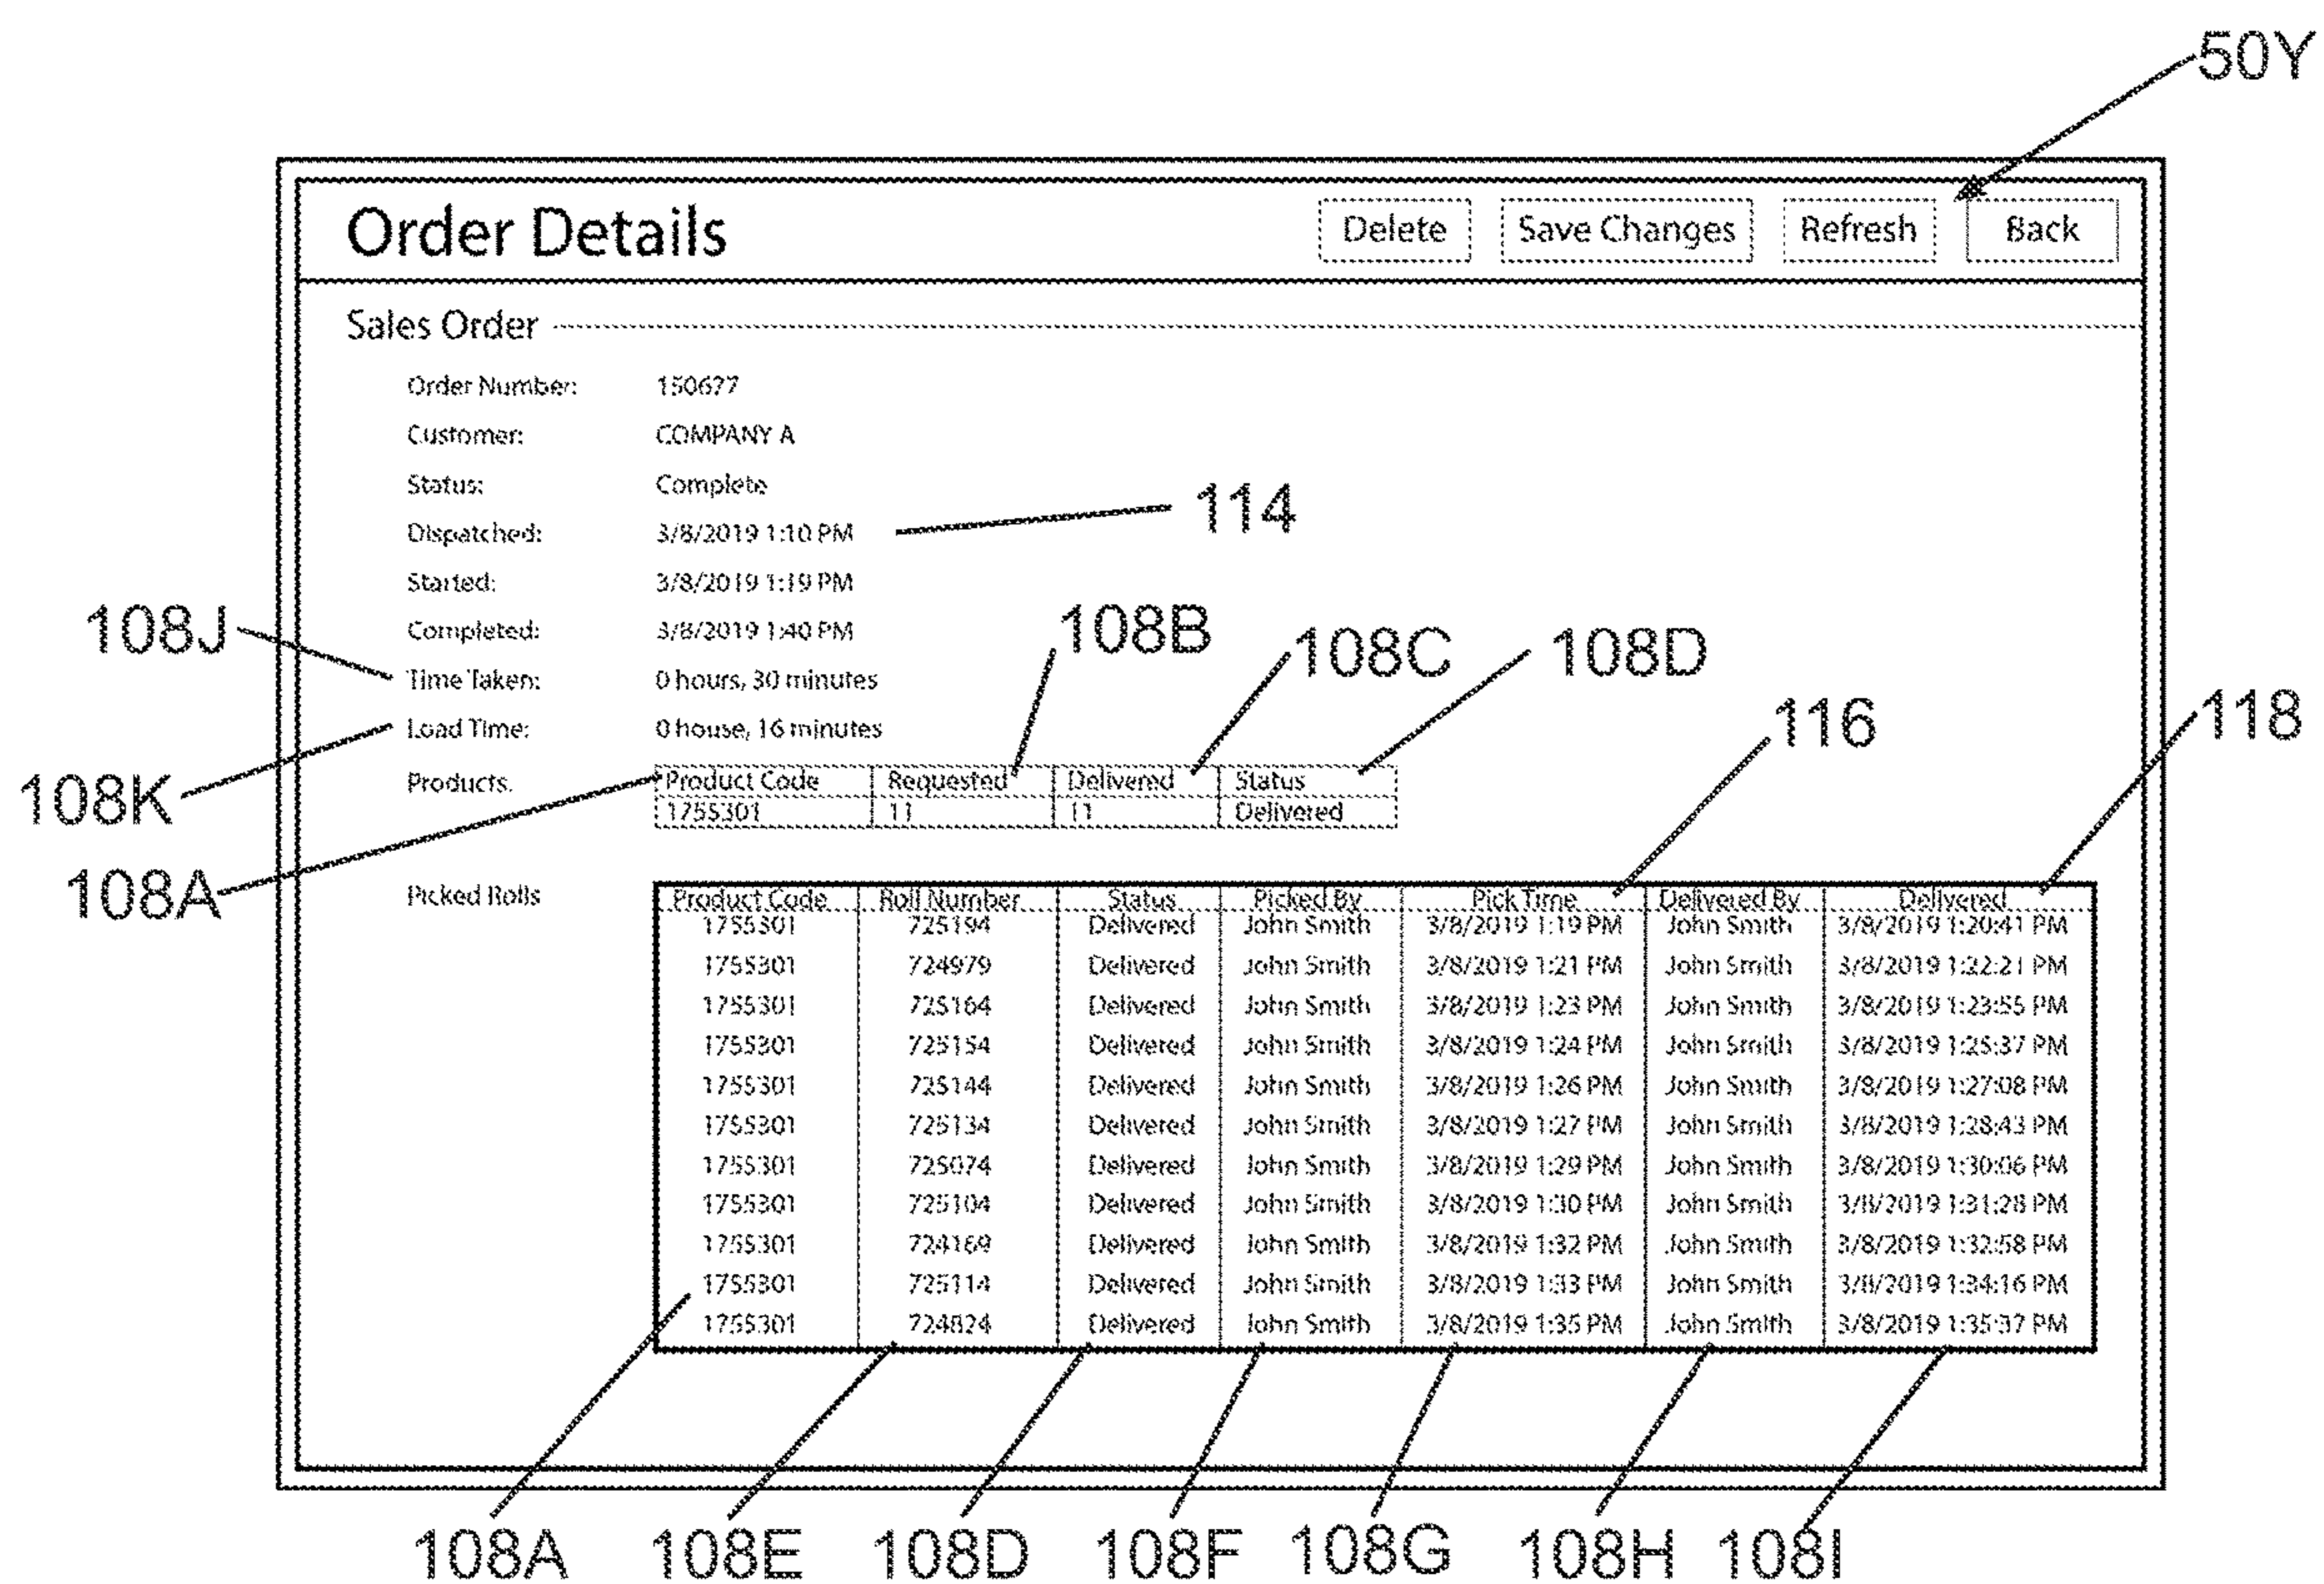 50Y
Order Details Delete Save Changes Refresh Back
Sales Order
Order Number: 150677
Customer: COMPANY A
Status: Complete
Dispatched: 3/8/2019 1:10 PM 114
Started: 3/8/2019 1:19 PM
108J Completed: 3/8/2019 1:40 PM 108B 108C 108D
Time Taken: 0 hours, 30 minutes
116 118
Load Time: 0 house, 16 minutes
108K Products. Product Code Requested Delivered Status
1755301 11 11 Delivered
108A Picked Rolls Product Code Roll Number Status Picked By Pick Time Delivered By Delivered
1755301 725194 Delivered John Smith 3/8/2019 1:19 PM John Smith 3/8/2019 1:20:41 PM
1755301 724979 Delivered John Smith 3/8/2019 1:21 PM John Smith 3/8/2019 1:22:21 PM
1755301 725164 Delivered John Smith 3/8/2019 1:23 PM John Smith 3/8/2019 1:23:55 PM
1755301 725154 Delivered John Smith 3/8/2019 1:24 PM John Smith 3/8/2019 1:25:37 PM
1755301 725144 Delivered John Smith 3/8/2019 1:26 PM John Smith 3/8/2019 1:27:08 PM
1755301 725134 Delivered John Smith 3/8/2019 1:27 PM John Smith 3/8/2019 1:28:43 PM
1755301 725074 Delivered John Smith 3/8/2019 1:29 PM John Smith 3/8/2019 1:30:06 PM
1755301 725104 Delivered John Smith 3/8/2019 1:30 PM John Smith 3/8/2019 1:31:28 PM
1755301 724169 Delivered John Smith 3/8/2019 1:32 PM John Smith 3/8/2019 1:32:58 PM
1755301 725114 Delivered John Smith 3/8/2019 1:33 PM John Smith 3/8/2019 1:34:16 PM
1755301 724824 Delivered John Smith 3/8/2019 1:35 PM John Smith 3/8/2019 1:35:37 PM
108A 108E 108D 108F 108G 108H 108I